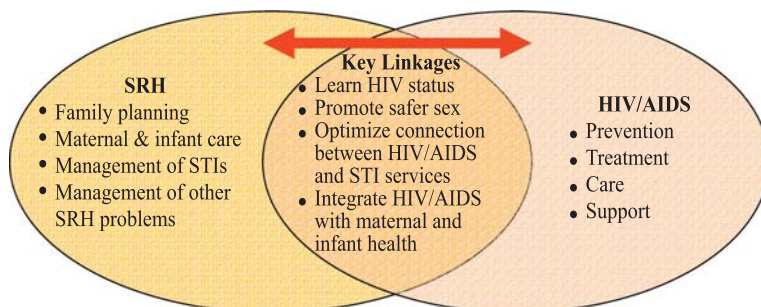 SRH
• Family planning
• Maternal & infant care
• Management of STIs
• Management of other
SRH problems
Key Linkages
• Learn HIV status
• Promote safer sex
• Optimize connection
between HIV/AIDS
and STI services
• Integrate HIV/AIDS
with maternal and
infant health
HIV/AIDS
• Prevention
• Treatment
• Care
• Support